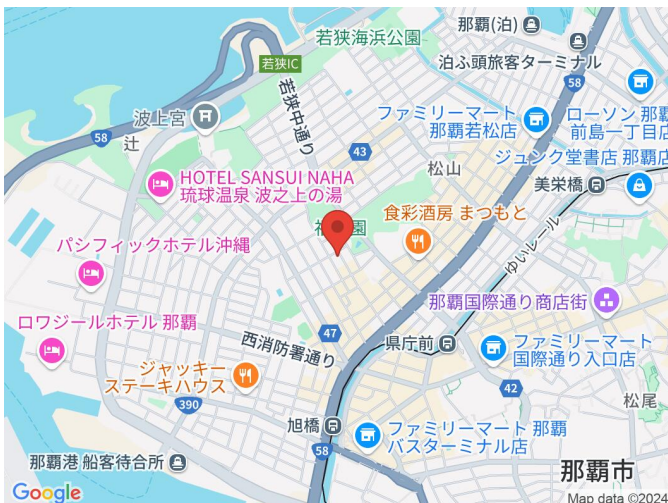 那覇(泊)
若狭海浜公園
泊ふ頭旅客ターミナル
若狭IC
58
若狭中通り
波上宮
ファミリーマート
那覇若松店
ローソン 那覇
前島一丁目店
58
辻
43
松山
ジュンク堂書店 那覇店
HOTEL SANSUI NAHA
琉球温泉 波之上の湯
美栄橋
食彩酒房 まつもと
パシフィックホテル沖縄
ゆいレール
那覇国際通り商店街
ロワジールホテル 那覇
47
県庁前
西消防署通り
ファミリーマート
国際通り入口店
ジャッキー
ステーキハウス
42
松尾
390
旭橋
ファミリーマート 那覇
バスターミナル店
58
那覇港 船客待合所
那覇市
Google
Map data ©2024